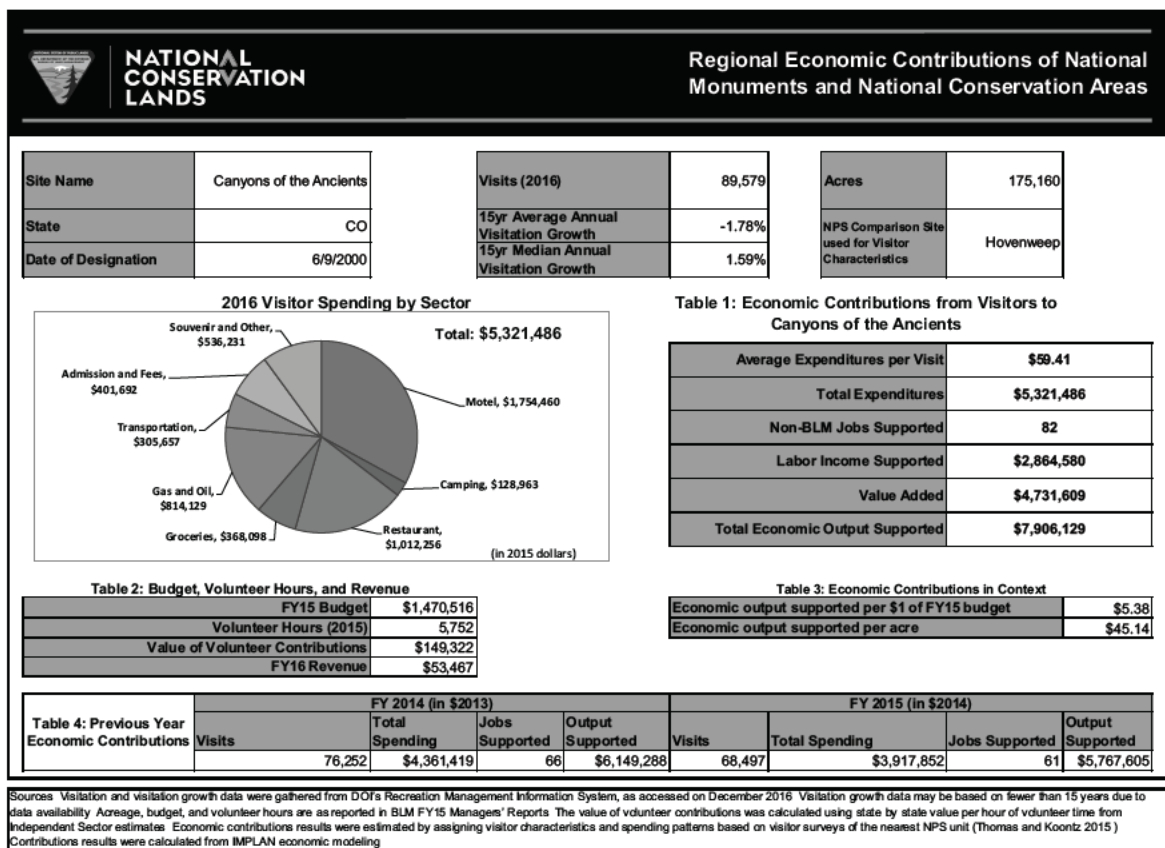 NATIONAL
CONSERVATION
LANDS
Regional Economic Contributions of National
Monuments and National Conservation Areas
Site Name Canyons of the Ancients
State CO
Date of Designation 6/9/2000
Visits (2016) 89,579
15yr Average Annual
Visitation Growth -1.78%
15yr Median Annual
Visitation Growth 1.59%
Acres 175,160
NPS Comparison Site
used for Visitor
Characteristics Hovenweep
2016 Visitor Spending by Sector
Total: $5,321,486
Souvenir and Other,
$536,231
Admission and Fees,
$401,692
Transportation,
$305,657
Gas and Oil,
$814,129
Groceries, $368,098
Restaurant,
$1,012,256
Camping, $128,963
Motel, $1,754,460
(in 2015 dollars)
Table 1: Economic Contributions from Visitors to
Canyons of the Ancients
Average Expenditures per Visit $59.41
Total Expenditures $5,321,486
Non-BLM Jobs Supported 82
Labor Income Supported $2,864,580
Value Added $4,731,609
Total Economic Output Supported $7,906,129
Table 2: Budget, Volunteer Hours, and Revenue
FY15 Budget $1,470,516
Volunteer Hours (2015) 5,752
Value of Volunteer Contributions $149,322
FY16 Revenue $53,467
Table 3: Economic Contributions in Context
Economic output supported per $1 of FY15 budget $5.38
Economic output supported per acre $45.14
Table 4: Previous Year
Economic Contributions
FY 2014 (in $2013) FY 2015 (in $2014)
Visits Total Spending Jobs Supported Output Supported Visits Total Spending Jobs Supported Output Supported
76,252 $4,361,419 66 $6,149,288 68,497 $3,917,852 61 $5,767,605
Sources Visitation and visitation growth data were gathered from DOI's Recreation Management Information System, as accessed on December 2016 Visitation growth data may be based on fewer than 15 years due to
data availability Acreage, budget, and volunteer hours are as reported in BLM FY15 Managers' Reports The value of volunteer contributions was calculated using state by state value per hour of volunteer time from
Independent Sector estimates Economic contributions results were estimated by assigning visitor characteristics and spending patterns based on visitor surveys of the nearest NPS unit (Thomas and Koontz 2015 )
Contributions results were calculated from IMPLAN economic modeling